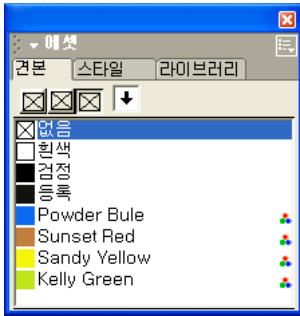 에셋
견본 스타일 라이브러리
없음
흰색
검정
등록
Powder Bule
Sunset Red
Sandy Yellow
Kelly Green